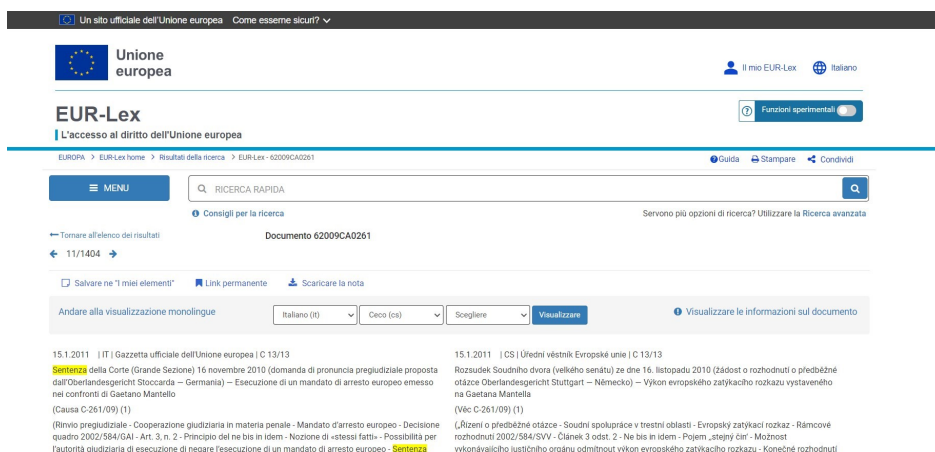 Un sito ufficiale dell'Unione europea Come esserne sicuri?
Unione
europea
Il mio EUR-Lex Italiano
EUR-Lex
L'accesso al diritto dell'Unione europea
Funzioni sperimentali
EUROPA > EUR-Lex home > Risultati della ricerca > EUR-Lex - 62009CA0261
Guida Stampare Condividi
MENU
RICERCA RAPIDA
Consigli per la ricerca
Servono più opzioni di ricerca? Utilizzare la Ricerca avanzata
Tornare all'elenco dei risultati
Documento 62009CA0261
11/1404
Salvare ne "I miei elementi" Link permanente Scaricare la nota
Andare alla visualizzazione monolingue
Italiano (it) Ceco (cs) Scegliere Visualizzare
Visualizzare le informazioni sul documento
15.1.2011 | IT | Gazzetta ufficiale dell'Unione europea | C 13/13
Sentenza della Corte (Grande Sezione) 16 novembre 2010 (domanda di pronuncia pregiudiziale proposta
dall'Oberlandesgericht Stoccarda — Germania) — Esecuzione di un mandato di arresto europeo emesso
nei confronti di Gaetano Mantello
(Causa C-261/09) (1)
(Rinvio pregiudiziale - Cooperazione giudiziaria in materia penale - Mandato d'arresto europeo - Decisione
quadro 2002/584/GAI - Art. 3, n. 2 - Principio del ne bis in idem - Nozione di «stessi fatti» - Possibilità per
l'autorità giudiziaria di esecuzione di negare l'esecuzione di un mandato di arresto europeo - Sentenza
15.1.2011 | CS | Úřední věstník Evropské unie | C 13/13
Rozsudek Soudního dvora (velkého senátu) ze dne 16. listopadu 2010 (žádost o rozhodnutí o předběžné
otázce Oberlandesgericht Stuttgart — Německo) — Výkon evropského zatýkacího rozkazu vystaveného
na Gaetana Mantella
(Věc C-261/09) (1)
(„Řízení o předběžné otázce - Soudní spolupráce v trestní oblasti - Evropský zatýkací rozkaz - Rámcové
rozhodnutí 2002/584/SVV - Článek 3 odst. 2 - Ne bis in idem - Pojem „stejný čin' - Možnost
vykonávajícího justičního orgánu odmítnout výkon evropského zatýkacího rozkazu - Konečné rozhodnutí